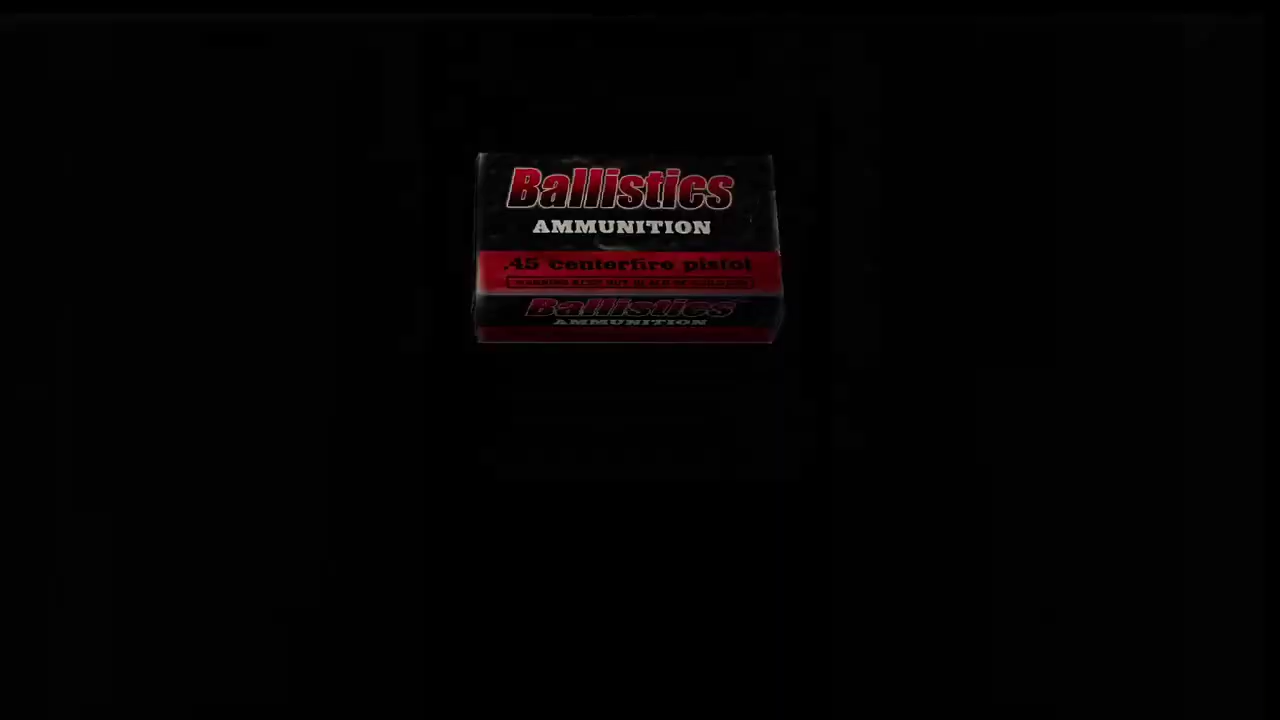 Ballistics
AMMUNITION
.45 centerfire pistol
Ballistics
AMMUNITION